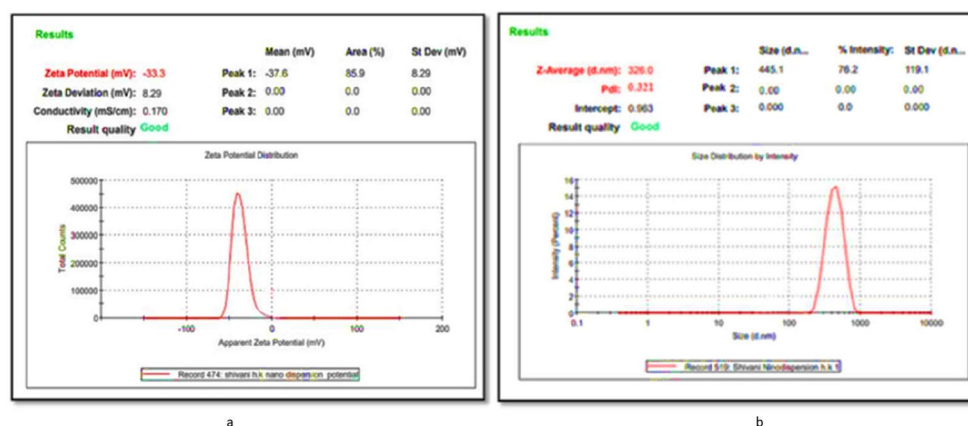 Results
Mean (mV) Area (%) St Dev (mV)
Zeta Potential (mV): -33.3 Peak 1: -37.6 85.9 8.29
Zeta Deviation (mV): 8.29 Peak 2: 0.00 0.0 0.00
Conductivity (mS/cm): 0.170 Peak 3: 0.00 0.0 0.00
Result quality Good
Zeta Potential Distribution
500000
400000
300000
200000
100000
0
Total Counts
-100 0 100 200
Apparent Zeta Potential (mV)
Record 474: shivani h.k nano dispersion potential
a
Results
Size (d.n... % Intensity: St Dev (d.n...
Z-Average (d.nm): 326.0 Peak 1: 445.1 76.2 119.1
PdI: 0.321 Peak 2: 0.00 0.00 0.00
Intercept: 0.963 Peak 3: 0.000 0.0 0.000
Result quality Good
Size Distribution by Intensity
16
14
12
10
8
6
4
2
0
Intensity (Percent)
0.1 1 10 100 1000 10000
Size (d.nm)
Record 519: Shivani Ninodispersion h.k 1
b